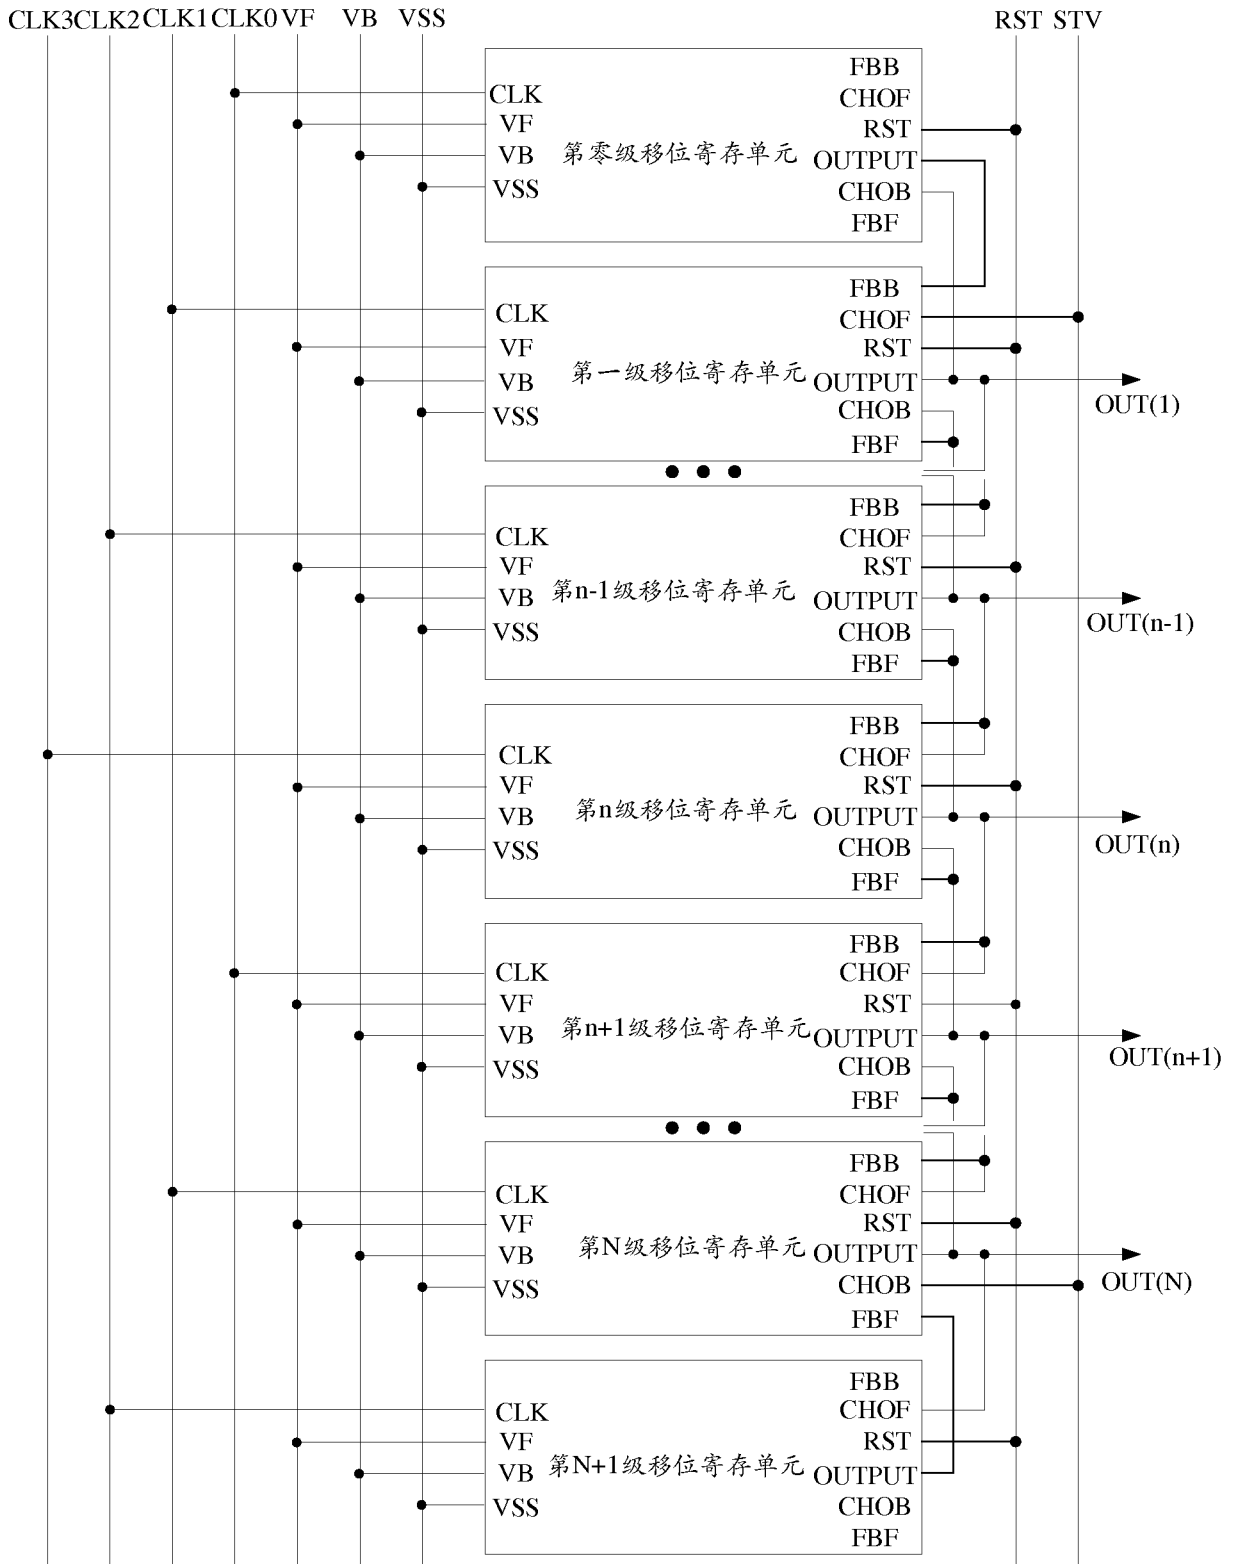 CLK3 CLK2 CLK1 CLK0 VF VB VSS RST STV
FBB
CLK CHOF
VF RST
第零级移位寄存单元
VB OUTPUT
VSS CHOB
FBF
FBB
CLK CHOF
VF RST
第一级移位寄存单元
VB OUTPUT
OUT(1)
VSS CHOB
FBF
FBB
CLK CHOF
VF RST
第n-1级移位寄存单元
VB OUTPUT
OUT(n-1)
VSS CHOB
FBF
FBB
CLK CHOF
VF RST
第n级移位寄存单元
VB OUTPUT
OUT(n)
VSS CHOB
FBF
FBB
CLK CHOF
VF RST
第n+1级移位寄存单元
VB OUTPUT
OUT(n+1)
VSS CHOB
FBF
FBB
CLK CHOF
VF RST
第N级移位寄存单元
VB OUTPUT
OUT(N)
VSS CHOB
FBF
FBB
CLK CHOF
VF RST
第N+1级移位寄存单元
VB OUTPUT
VSS CHOB
FBF